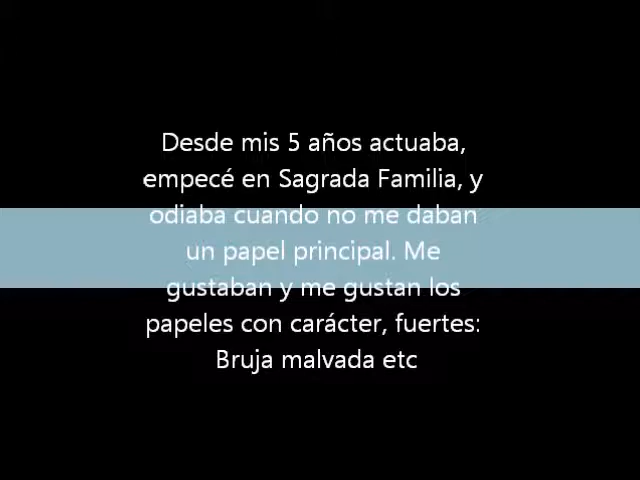 Desde mis 5 años actuaba,
empecé en Sagrada Familia, y
odiaba cuando no me daban
un papel principal. Me
gustaban y me gustan los
papeles con carácter, fuertes:
Bruja malvada etc